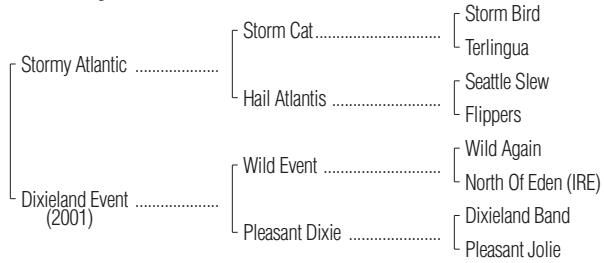 Storm Bird
Storm Cat
Terlingua
Stormy Atlantic
Seattle Slew
Hail Atlantis
Flippers
Wild Again
Wild Event
North Of Eden (IRE)
Dixieland Event
(2001)
Dixieland Band
Pleasant Dixie
Pleasant Jolie